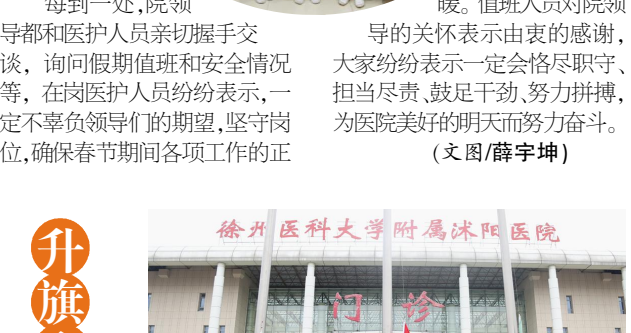 每到一处,院领
导都和医护人员亲切握手交
谈，询问假期值班和安全情况
等，在岗医护人员纷纷表示,一
定不辜负领导们的期望,坚守岗
位,确保春节期间各项工作的正
暖。值班人员对院领
导的关怀表示由衷的感谢,
大家纷纷表示一定会恪尽职守、
担当尽责、鼓足干劲、努力拼搏,
为医院美好的明天而努力奋斗。
(文图/薛宇坤)
升旗
徐州医科大学附属沭阳医院
门诊